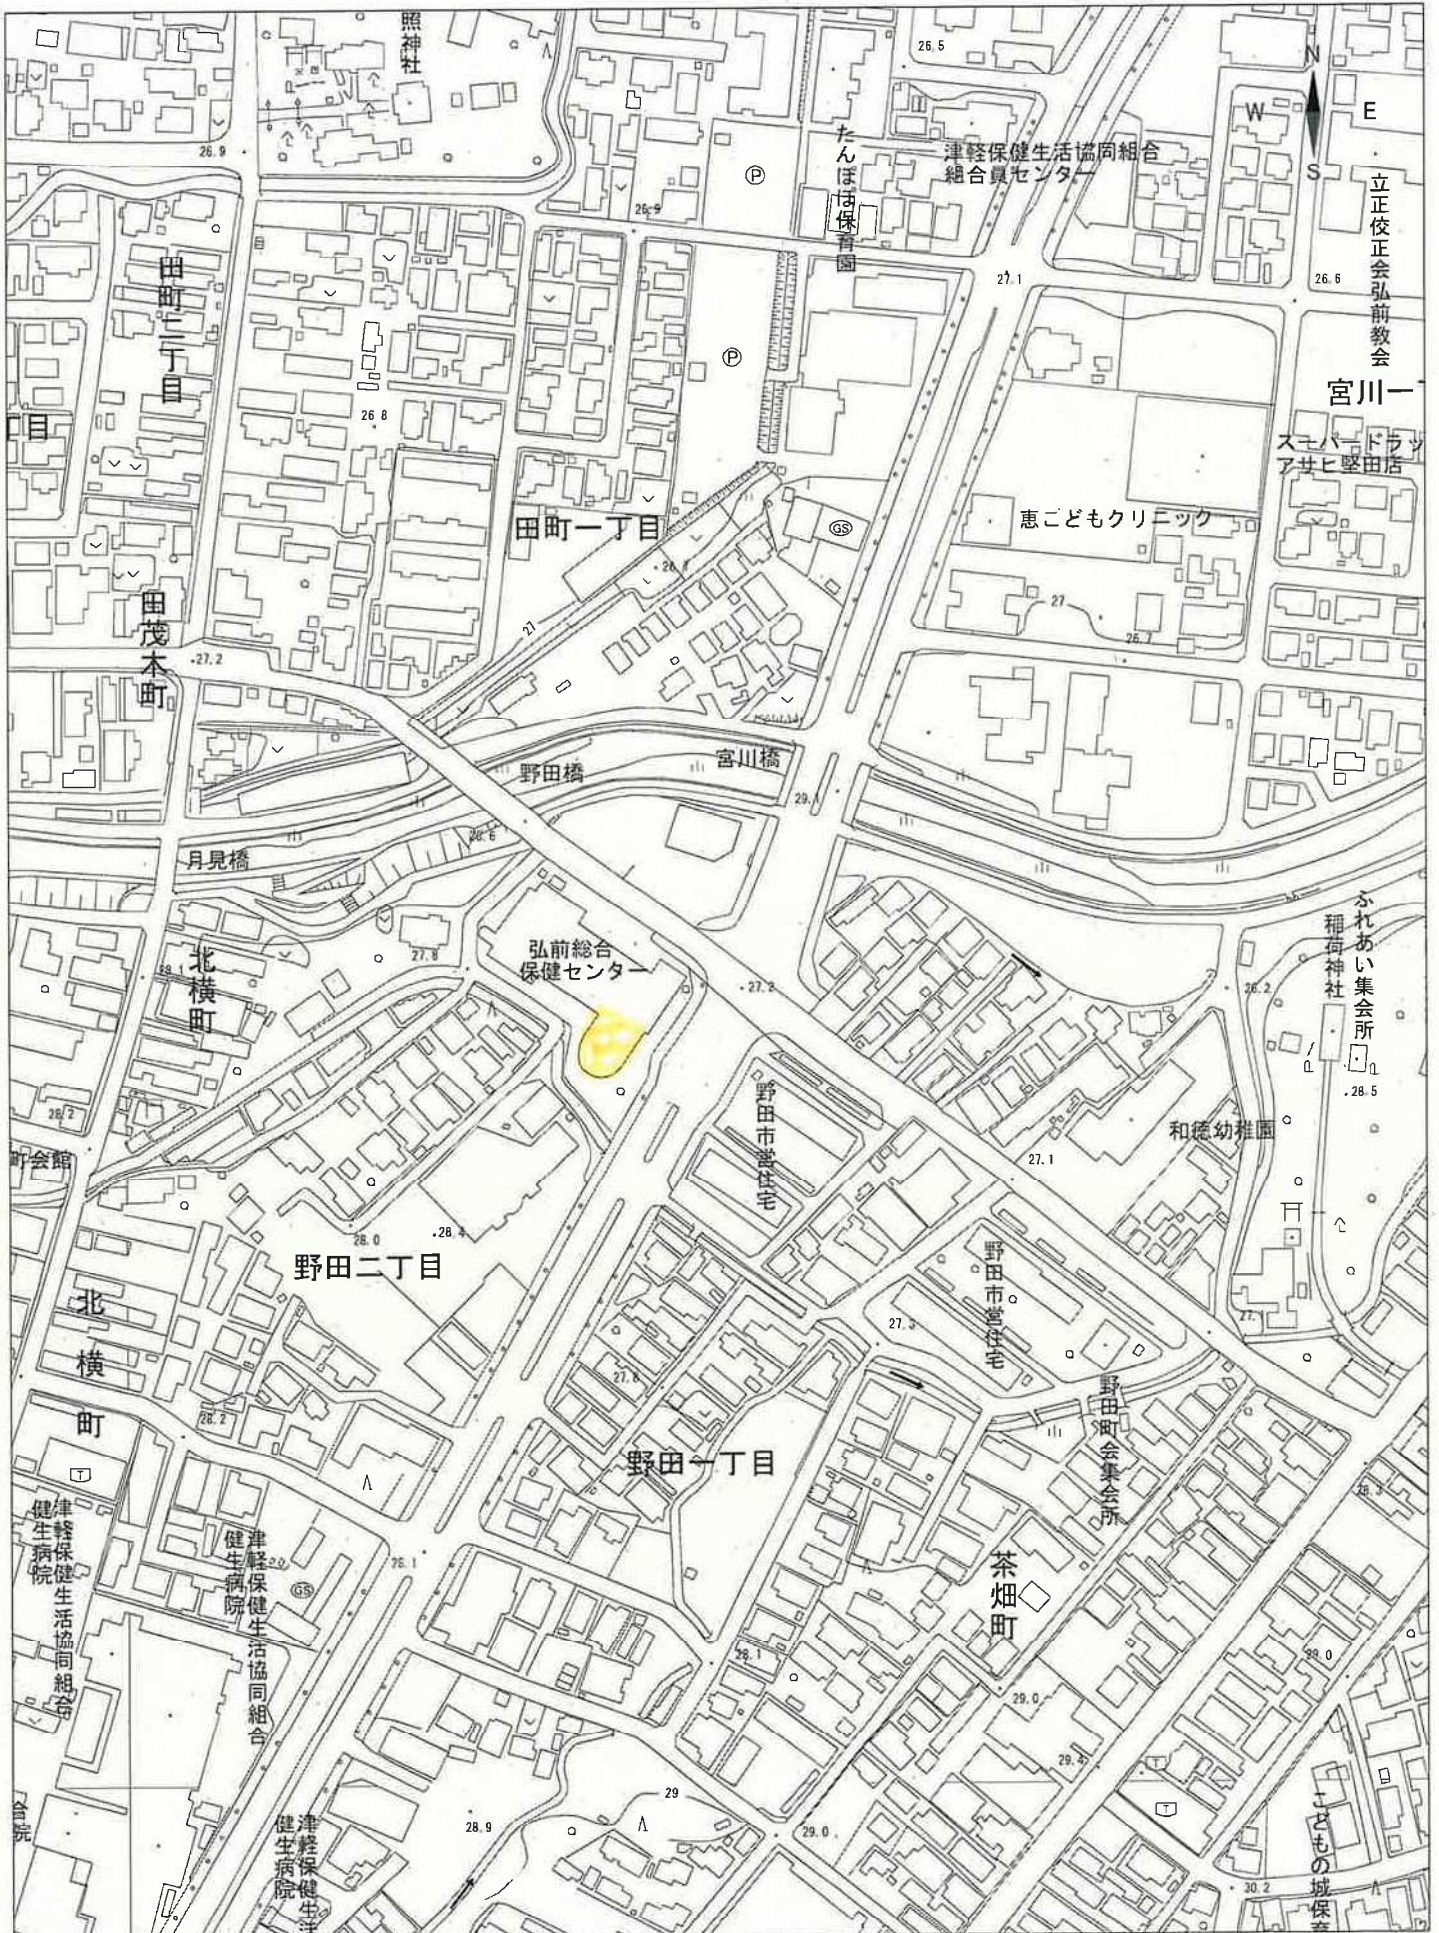 照神社
26.5
N
W
E
S
26.9
たんぽぽ保育園
津軽保健生活協同組合
組合員センター
P
立正佼正会弘前教会
26.9
田町二丁目
27.1
26.6
P
宮川一
26.8
丁目
スーパードラッ
アサヒ堅田店
田町一丁目
GS
恵こどもクリニック
27
田茂木町
27
26.7
27.2
野田橋
宮川橋
29.1
月見橋
ふれあい集会所
稲荷神社
弘前総合
保健センター
27.8
北横町
27.2
26.2
野田市営住宅
28.5
28.2
和徳幼稚園
町会館
27.1
28.4
28.0
野田二丁目
野田市営住宅
北横町
27.3
野田町会集会所
28.2
野田一丁目
T
28.3
津軽保健生活協同組合
健生病院
津軽保健生活協同組合
健生病院
GS
茶畑町
28.1
29.0
29.0
29.4
T
T
29
28.9
29.0
合
院
津軽保健生活
健生病院
こどもの城保育
30.2